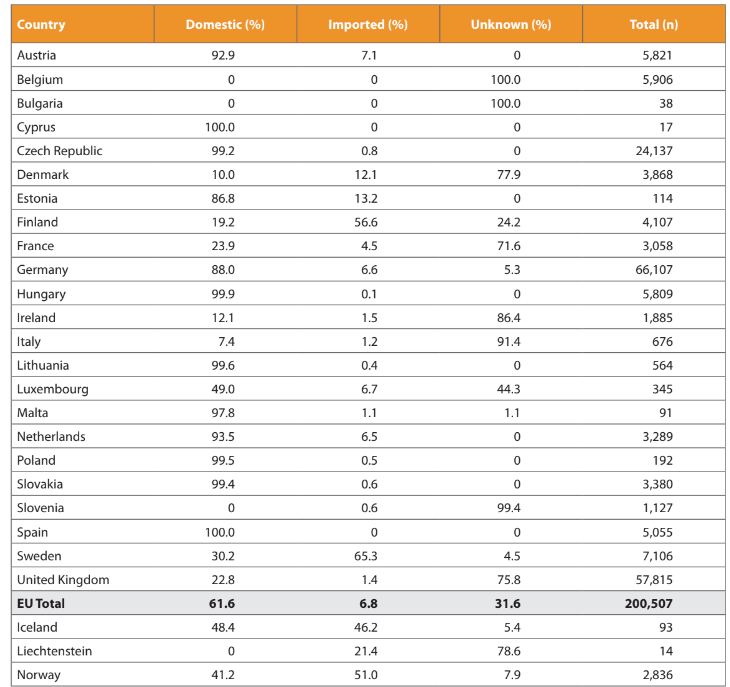 Country Domestic (%) Imported (%) Unknown (%) Total (n)
Austria 92.9 7.1 0 5,821
Belgium 0 0 100.0 5,906
Bulgaria 0 0 100.0 38
Cyprus 100.0 0 0 17
Czech Republic 99.2 0.8 0 24,137
Denmark 10.0 12.1 77.9 3,868
Estonia 86.8 13.2 0 114
Finland 19.2 56.6 24.2 4,107
France 23.9 4.5 71.6 3,058
Germany 88.0 6.6 5.3 66,107
Hungary 99.9 0.1 0 5,809
Ireland 12.1 1.5 86.4 1,885
Italy 7.4 1.2 91.4 676
Lithuania 99.6 0.4 0 564
Luxembourg 49.0 6.7 44.3 345
Malta 97.8 1.1 1.1 91
Netherlands 93.5 6.5 0 3,289
Poland 99.5 0.5 0 192
Slovakia 99.4 0.6 0 3,380
Slovenia 0 0.6 99.4 1,127
Spain 100.0 0 0 5,055
Sweden 30.2 65.3 4.5 7,106
United Kingdom 22.8 1.4 75.8 57,815
EU Total 61.6 6.8 31.6 200,507
Iceland 48.4 46.2 5.4 93
Liechtenstein 0 21.4 78.6 14
Norway 41.2 51.0 7.9 2,836